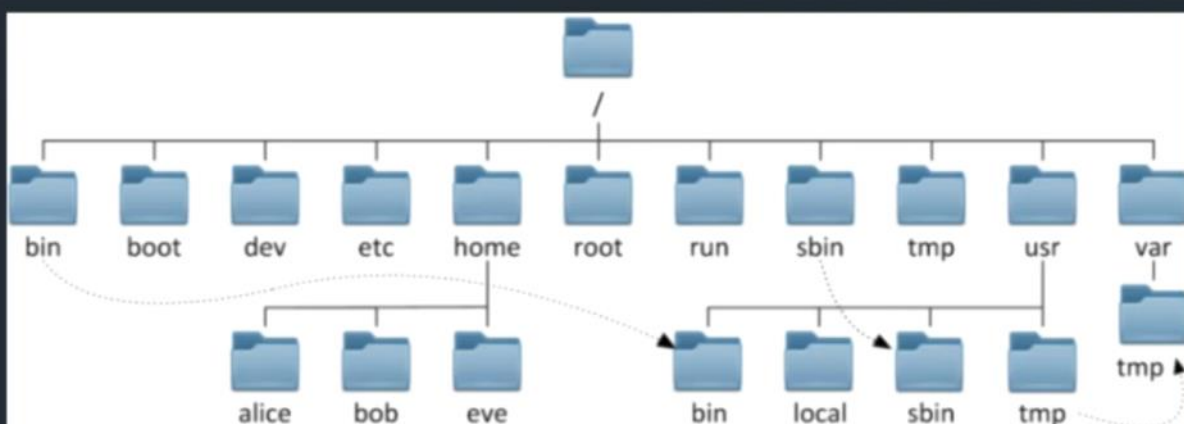 /
bin boot dev etc home root run sbin tmp usr var
tmp
alice bob eve bin local sbin tmp